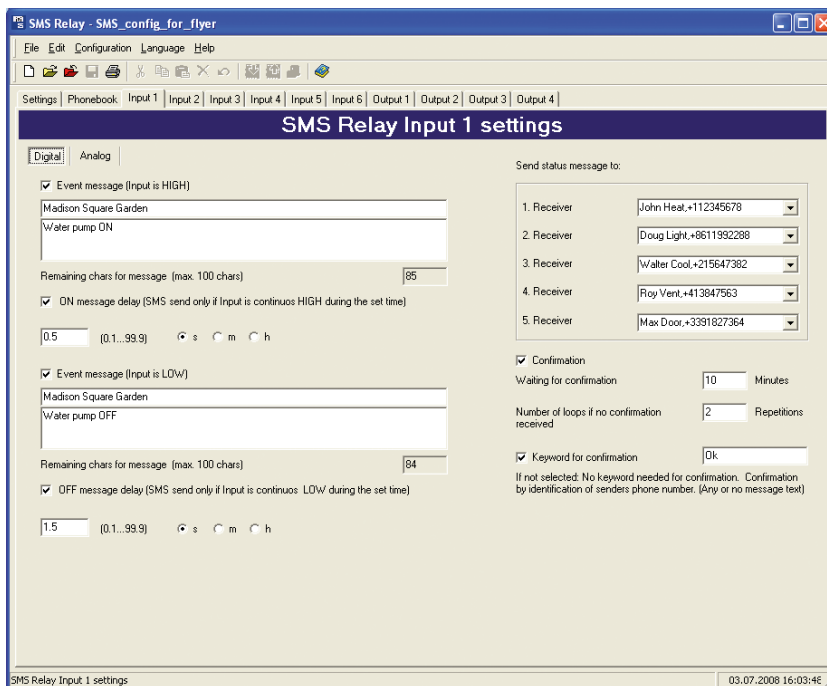 SMS Relay - SMS_config_for_flyer
File Edit Configuration Language Help
Settings Phonebook Input 1 Input 2 Input 3 Input 4 Input 5 Input 6 Output 1 Output 2 Output 3 Output 4
SMS Relay Input 1 settings
Digital Analog
Event message (Input is HIGH)
Madison Square Garden
Water pump ON
Remaining chars for message (max. 100 chars) 85
ON message delay (SMS send only if Input is continuos HIGH during the set time)
0.5 (0.1...99.9) s m h
Event message (Input is LOW)
Madison Square Garden
Water pump OFF
Remaining chars for message (max. 100 chars) 84
OFF message delay (SMS send only if Input is continuos LOW during the set time)
1.5 (0.1...99.9) s m h
Send status message to:
1. Receiver John Heat,+112345678
2. Receiver Doug Light,+8611992288
3. Receiver Walter Cool,+215647382
4. Receiver Roy Vent,+413847563
5. Receiver Max Door,+3391827364
Confirmation
Waiting for confirmation 10 Minutes
Number of loops if no confirmation
received 2 Repetitions
Keyword for confirmation Ok
If not selected: No keyword needed for confirmation. Confirmation
by identification of senders phone number. (Any or no message text)
SMS Relay Input 1 settings 03.07.2008 16:03:46